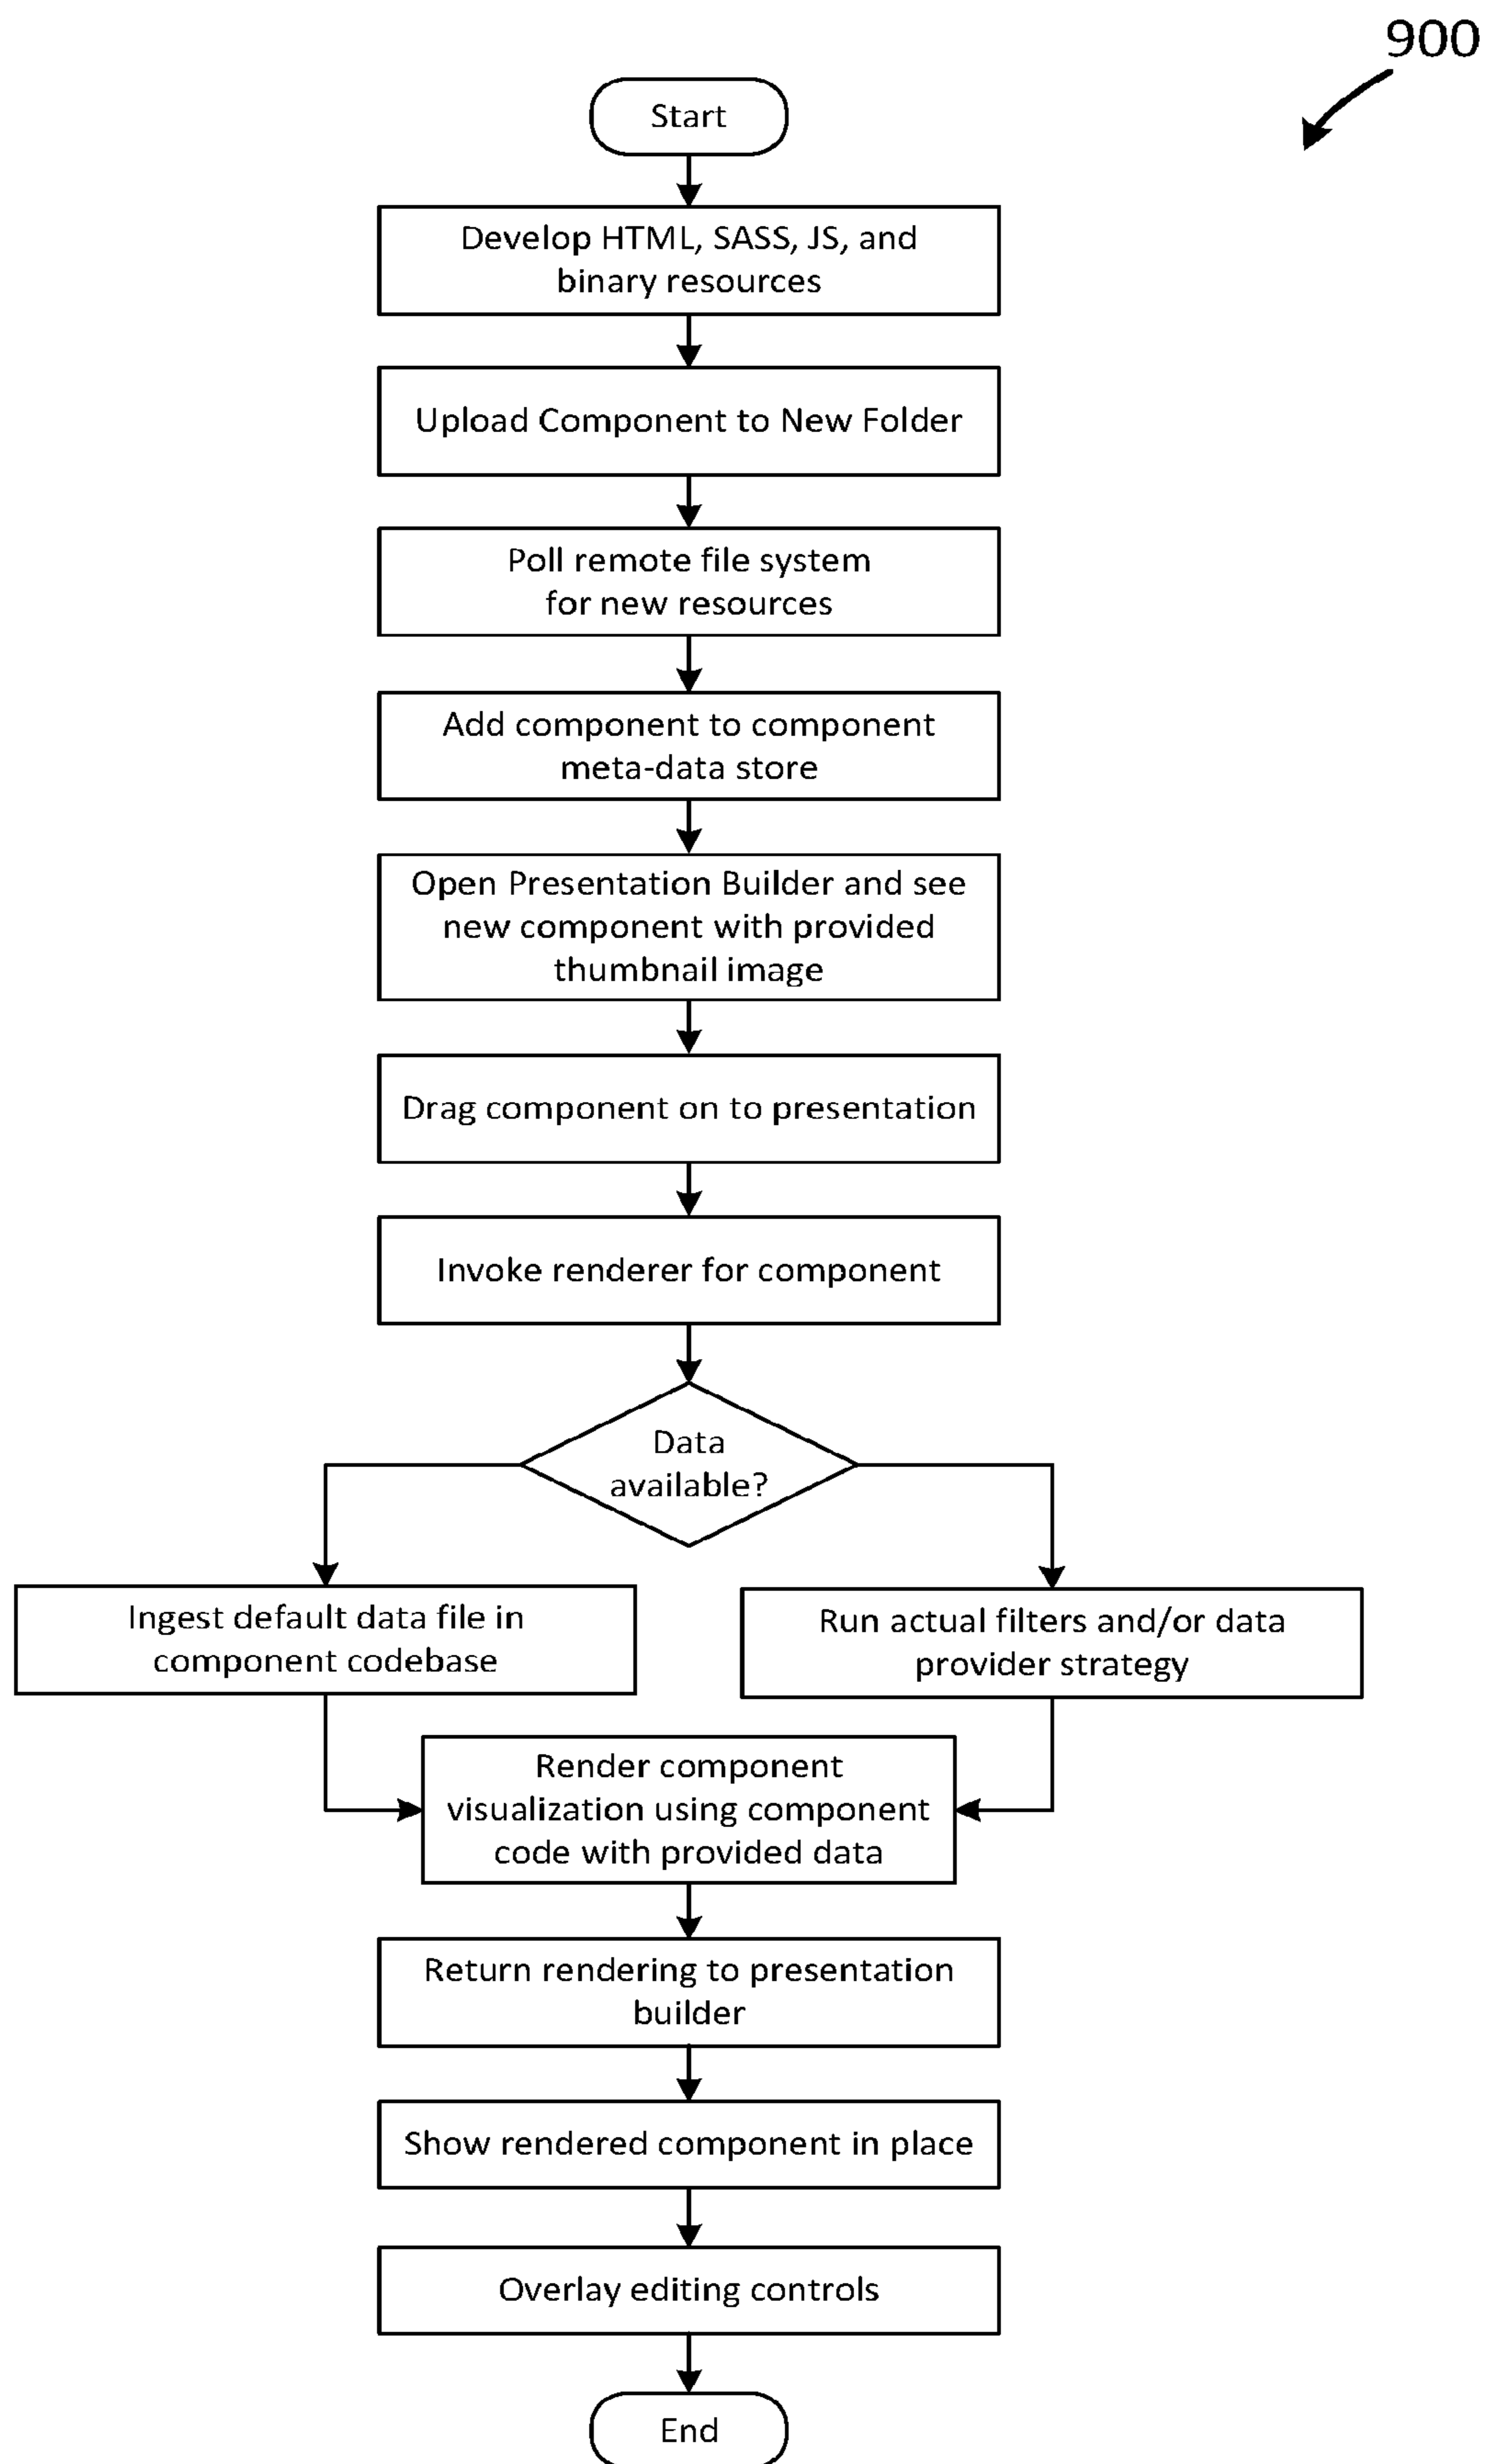 900
Start
Develop HTML, SASS, JS, and
binary resources
Upload Component to New Folder
Poll remote file system
for new resources
Add component to component
meta-data store
Open Presentation Builder and see
new component with provided
thumbnail image
Drag component on to presentation
Invoke renderer for component
Data
available?
Ingest default data file in
component codebase
Run actual filters and/or data
provider strategy
Render component
visualization using component
code with provided data
Return rendering to presentation
builder
Show rendered component in place
Overlay editing controls
End